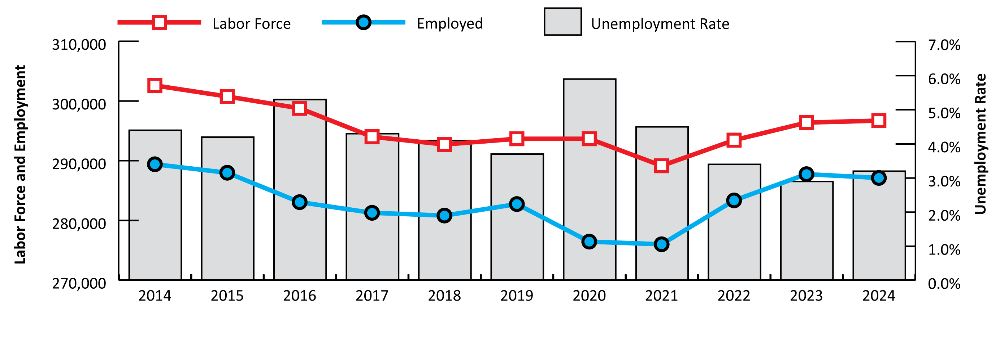 Labor Force
Employed
Unemployment Rate
Labor Force and Employment
310,000
300,000
290,000
280,000
270,000
7.0%
6.0%
5.0%
4.0%
3.0%
2.0%
1.0%
0.0%
Unemployment Rate
2014 2015 2016 2017 2018 2019 2020 2021 2022 2023 2024